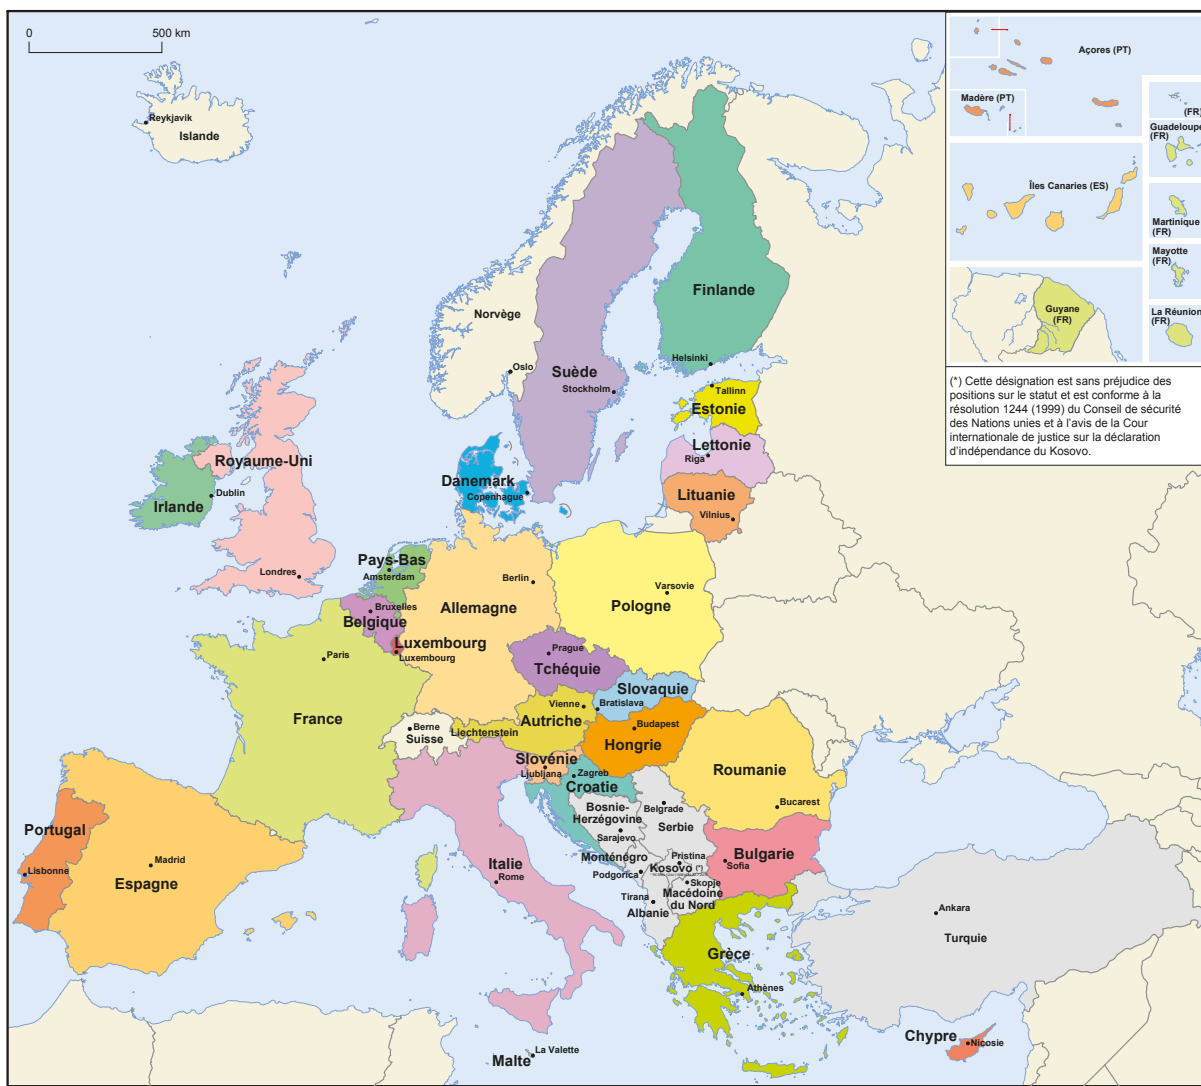 0 500 km
Açores (PT)
Madère (PT)
(FR)
Guadeloupe
(FR)
Îles Canaries (ES)
Martinique
(FR)
Mayotte
(FR)
Guyane
(FR)
La Réunion
(FR)
(*) Cette désignation est sans préjudice des
positions sur le statut et est conforme à la
résolution 1244 (1999) du Conseil de sécurité
des Nations unies et à l'avis de la Cour
internationale de justice sur la déclaration
d'indépendance du Kosovo.
Reykjavik
Islande
Finlande
Norvège
Helsinki
Oslo
Suède
Stockholm
Tallinn
Estonie
Lettonie
Riga
Royaume-Uni
Danemark
Copenhague
Lituanie
Vilnius
Dublin
Irlande
Pays-Bas
Amsterdam
Londres
Berlin
Varsovie
Allemagne
Pologne
Bruxelles
Belgique
Luxembourg
Luxembourg
Paris
Prague
Tchéquie
Slovaquie
Bratislava
Vienne
Autriche
France
Berne
Suisse
Liechtenstein
Budapest
Hongrie
Slovénie
Ljubljana
Zagreb
Croatie
Roumanie
Bucarest
Bosnie-
Herzégovine
Sarajevo
Belgrade
Serbie
Portugal
Lisbonne
Madrid
Espagne
Italie
Rome
Monténégro
Podgorica
Pristina
Kosovo (*)
Bulgarie
Sofia
Skopje
Macédoine
du Nord
Tirana
Albanie
Ankara
Turquie
Grèce
Athènes
Chypre
Nicosie
La Valette
Malte